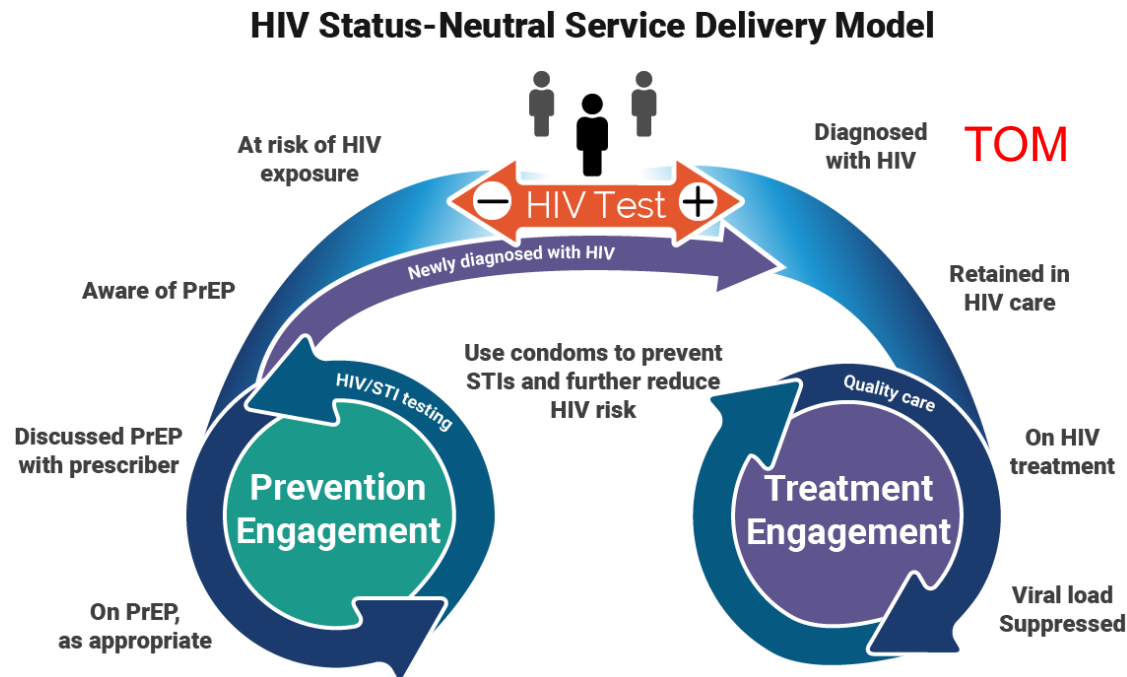 HIV Status-Neutral Service Delivery Model
At risk of HIV
exposure
Diagnosed
with HIV
TOM
− HIV Test +
Newly diagnosed with HIV
Aware of PrEP
Retained in
HIV care
Use condoms to prevent
STIs and further reduce
HIV risk
HIV/STI testing
Quality care
Discussed PrEP
with prescriber
On HIV
treatment
Prevention
Engagement
Treatment
Engagement
On PrEP,
as appropriate
Viral load
Suppressed